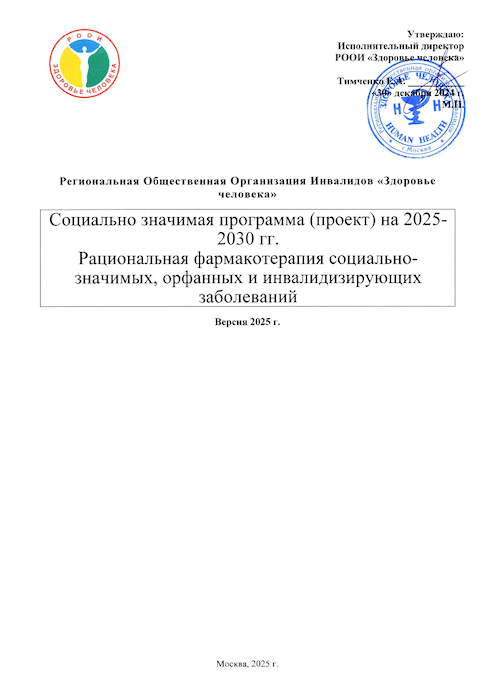 РООИ
ЗДОРОВЬЕ ЧЕЛОВЕКА
Утверждаю:
Исполнительный директор
РООИ «Здоровье человека»
Тимченко Е.А.
«30» декабря 2024 г.
М.П.
ЗДОРОВЬЕ ЧЕЛОВЕКА
HUMAN HEALTH
г.Москва
Региональная Общественная Организация Инвалидов «Здоровье
человека»
Социально значимая программа (проект) на 2025-
2030 гг.
Рациональная фармакотерапия социально-
значимых, орфанных и инвалидизирующих
заболеваний
Версия 2025 г.
Москва, 2025 г.